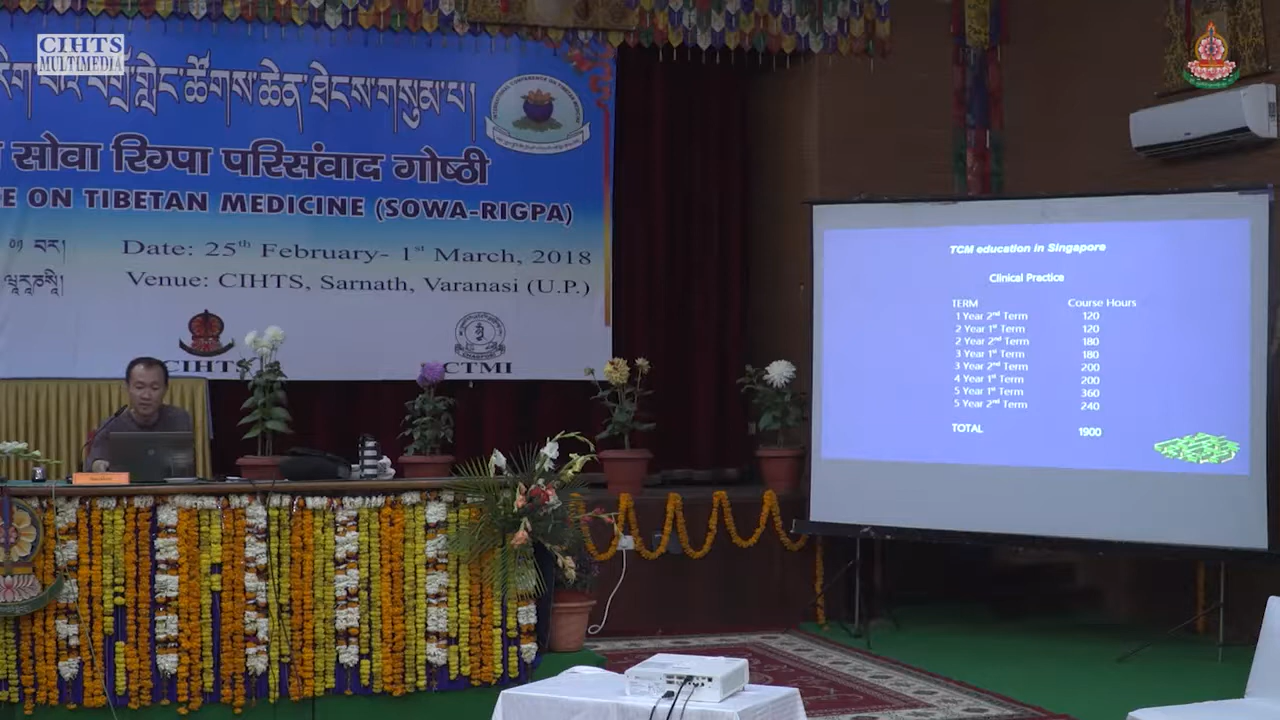 CIHTS
MULTIMEDIA
སོवा रिग्पा परिसंवाद गोष्ठी
ON TIBETAN MEDICINE (SOWA-RIGPA)
Date: 25th February- 1st March, 2018
Venue: CIHTS, Sarnath, Varanasi (U.P.)
CIHTS
CTMI
TCM education in Singapore
Clinical Practice
TERM Course Hours
1 Year 2nd Term 120
2 Year 1st Term 120
2 Year 2nd Term 180
3 Year 1st Term 180
3 Year 2nd Term 200
4 Year 1st Term 200
5 Year 1st Term 360
5 Year 2nd Term 240
TOTAL 1900